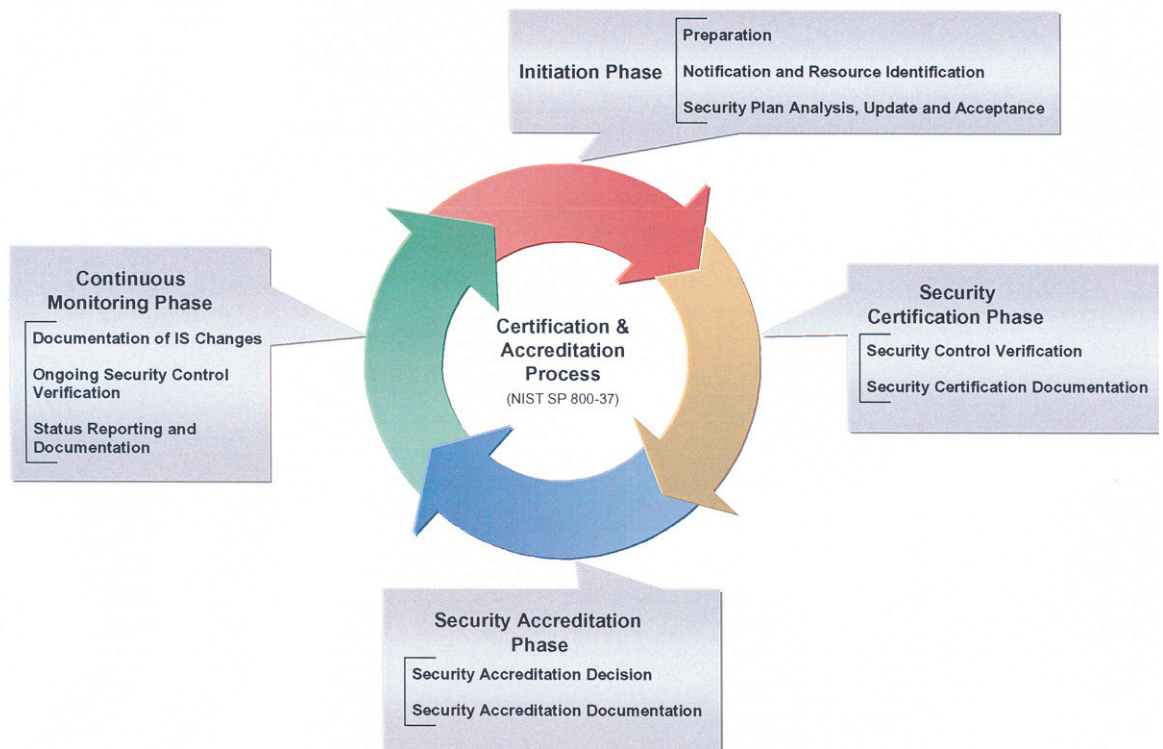 Initiation Phase
Preparation
Notification and Resource Identification
Security Plan Analysis, Update and Acceptance
Security
Certification Phase
Security Control Verification
Security Certification Documentation
Security Accreditation
Phase
Security Accreditation Decision
Security Accreditation Documentation
Continuous
Monitoring Phase
Documentation of IS Changes
Ongoing Security Control
Verification
Status Reporting and
Documentation
Certification &
Accreditation
Process
(NIST SP 800-37)